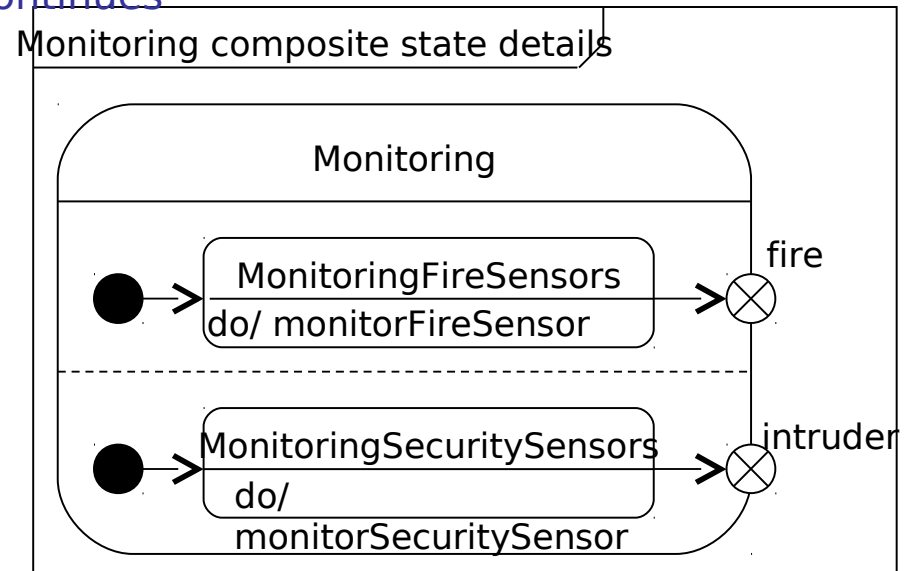 Monitoring composite state details
Monitoring
fire
MonitoringFireSensors
do/ monitorFireSensor
intruder
MonitoringSecuritySensors
do/
monitorSecuritySensor